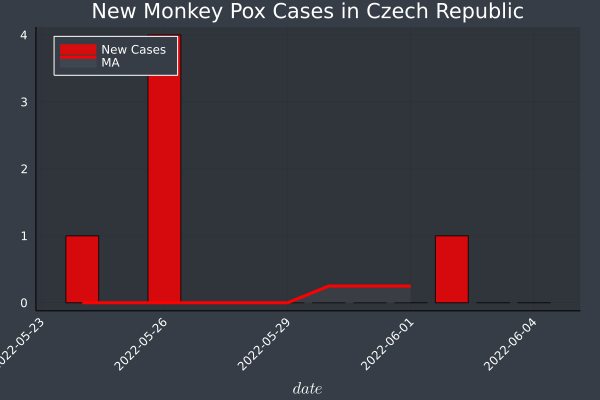 New Monkey Pox Cases in Czech Republic
4
New Cases
MA
3
2
1
0
2022-05-23
2022-05-26
2022-05-29
2022-06-01
2022-06-04
date